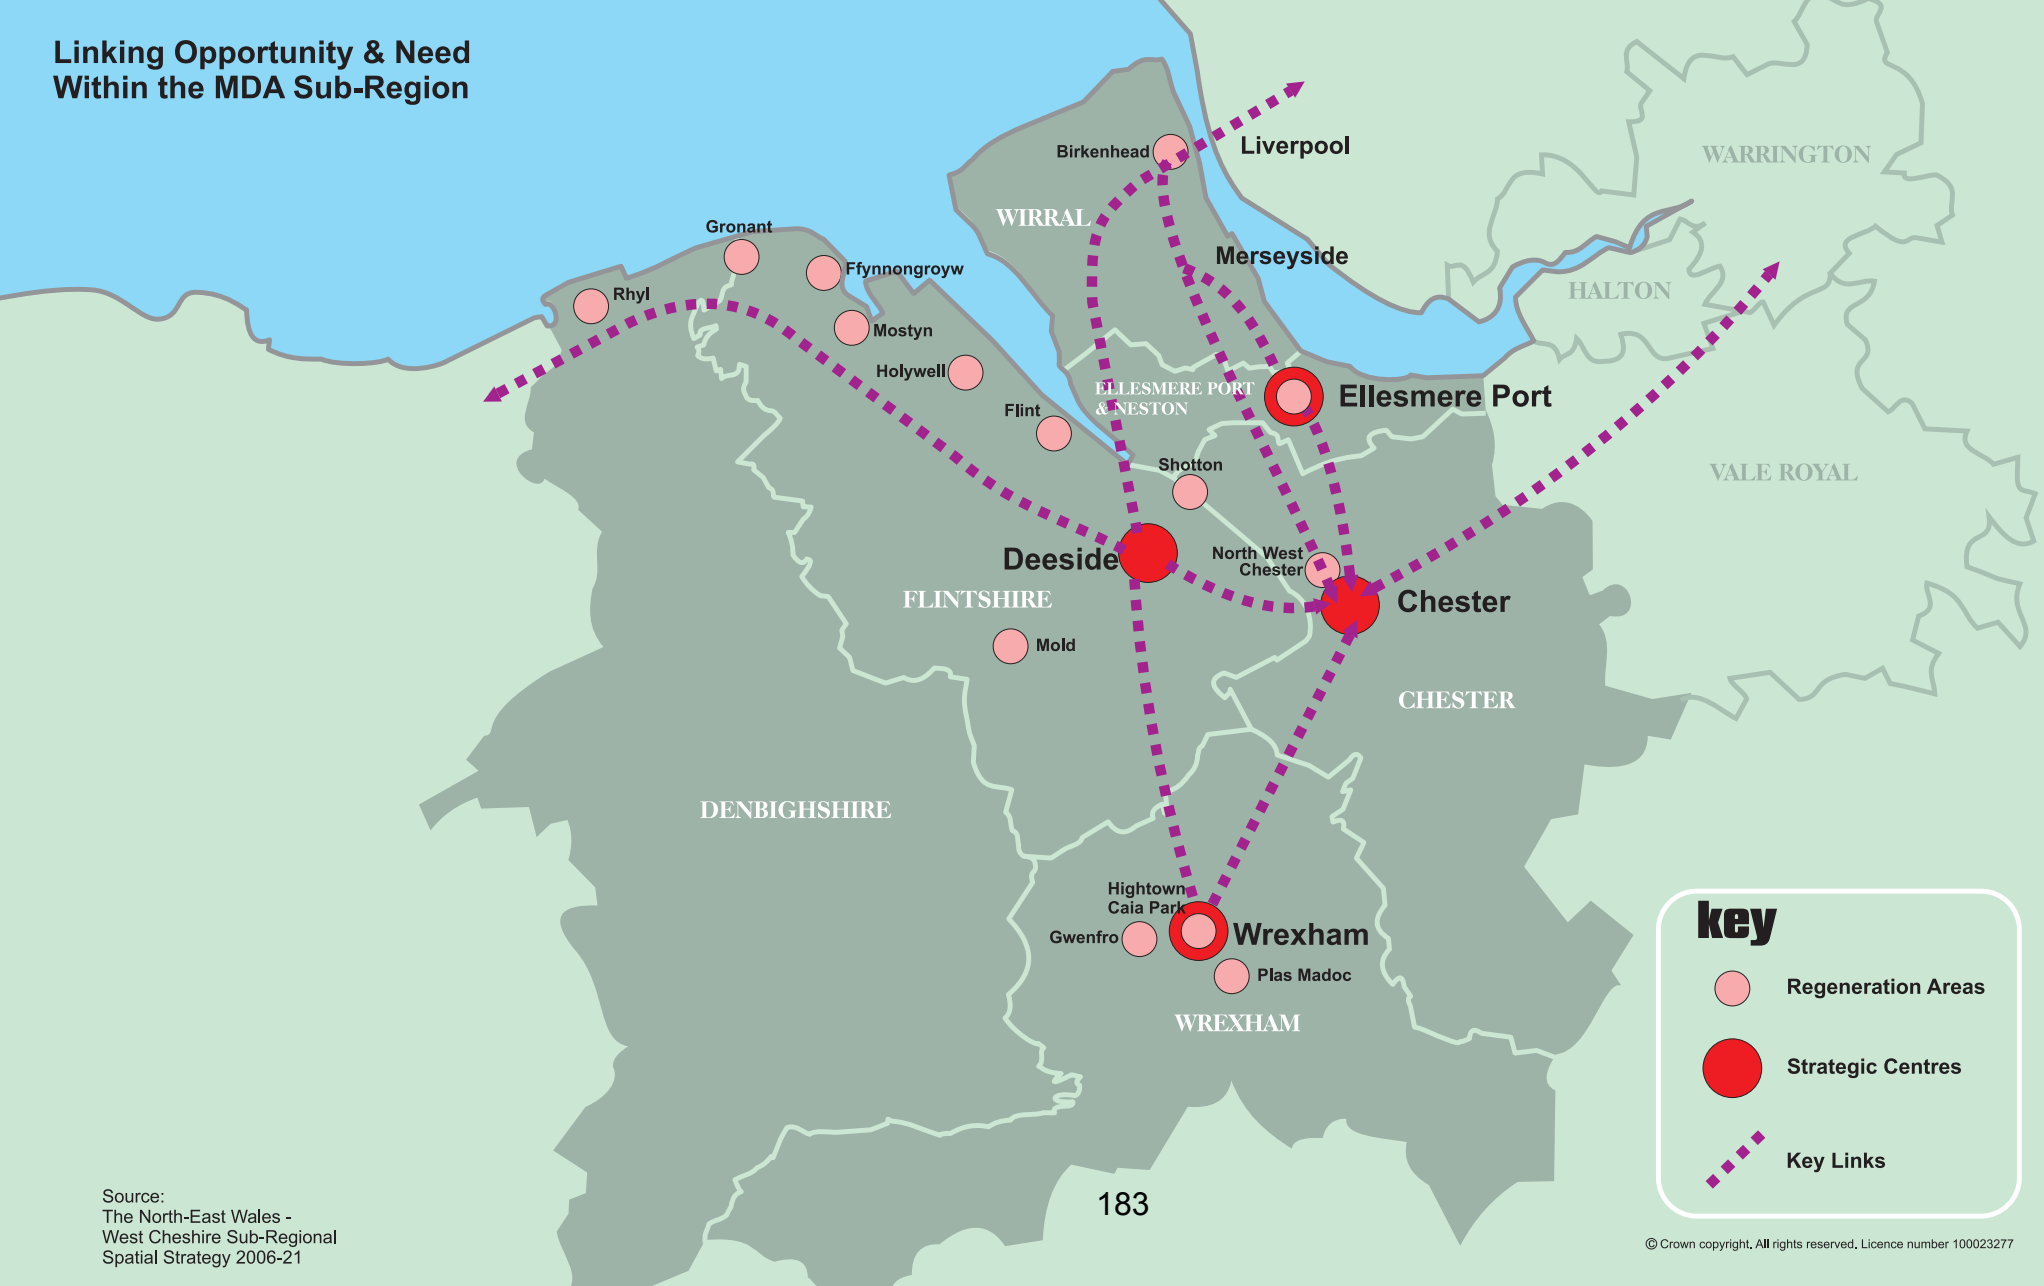 Linking Opportunity & Need
Within the MDA Sub-Region
Birkenhead
Liverpool
WARRINGTON
WIRRAL
Gronant
Merseyside
Ffynnongroyw
Rhyl
HALTON
Mostyn
Holywell
ELLESMERE PORT
& NESTON
Ellesmere Port
Flint
Shotton
VALE ROYAL
Deeside
North West
Chester
FLINTSHIRE
Chester
Mold
CHESTER
DENBIGHSHIRE
Hightown
Caia Park
Gwenfro
Wrexham
Plas Madoc
WREXHAM
key
Regeneration Areas
Strategic Centres
Key Links
183
Source:
The North-East Wales -
West Cheshire Sub-Regional
Spatial Strategy 2006-21
© Crown copyright. All rights reserved. Licence number 100023277